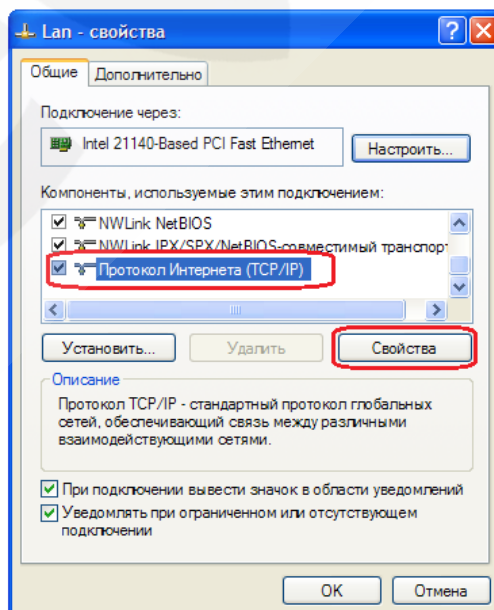 Lan - свойства
Общие Дополнительно
Подключение через:
Intel 21140-Based PCI Fast Ethernet Настроить...
Компоненты, используемые этим подключением:
NWLink NetBIOS
NWLink IPX/SPX/NetBIOS-совместимый транспор
Протокол Интернета (TCP/IP)
Установить... Удалить Свойства
Описание
Протокол TCP/IP - стандартный протокол глобальных
сетей, обеспечивающий связь между различными
взаимодействующими сетями.
При подключении вывести значок в области уведомлений
Уведомлять при ограниченном или отсутствующем
подключении
OK Отмена